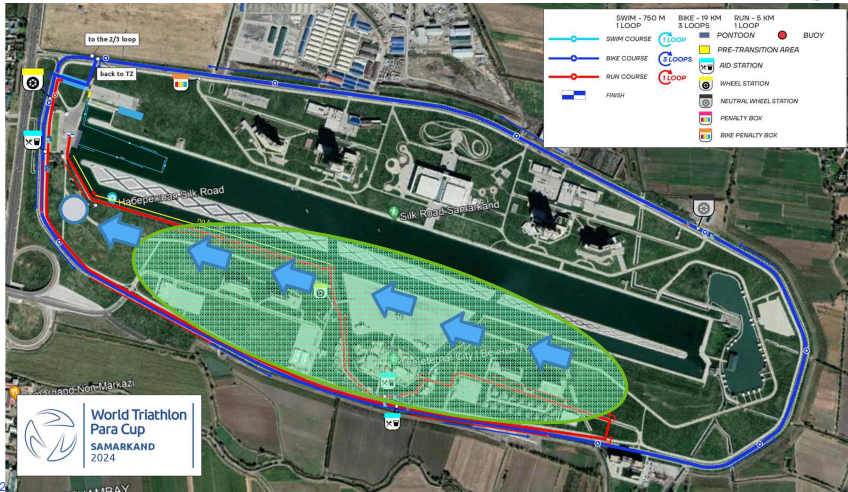 to the 2/3 loop
back to TZ
SWIM - 750 M BIKE - 19 KM RUN - 5 KM
1 LOOP 3 LOOPS 1 LOOP
SWIM COURSE 1 LOOP
BIKE COURSE 3 LOOPS
RUN COURSE 1 LOOP
FINISH
PONTOON BUOY
PRE-TRANSITION AREA
AID STATION
WHEEL STATION
NEUTRAL WHEEL STATION
PENALTY BOX
BIKE PENALTY BOX
Набережная Silk Road
Silk Road Samarkand
Non-Markazi
World Triathlon
Para Cup
SAMARKAND
2024
2